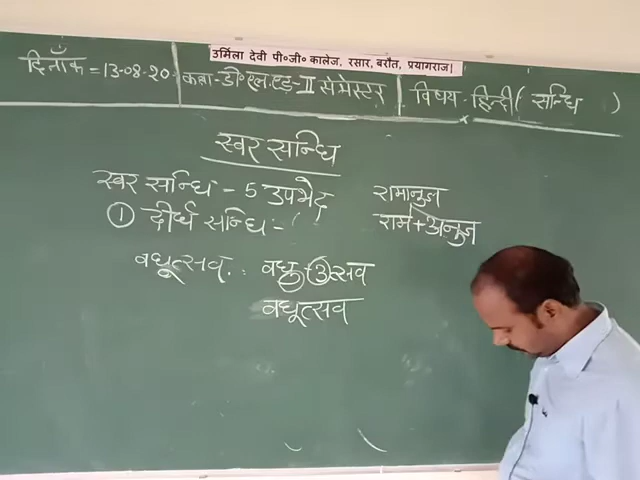 उर्मिला देवी पी०जी० कालेज, रसार, बरौत, प्रयागराज।
दिनाँक = 13-08-20 कक्षा- डी०एल०एड़- II सेमेस्टर विषय - हिन्दी ( सन्धि )
स्वर सन्धि
स्वर सन्धि - 5 उपभेद रामानुज
① दीर्घ सन्धि - ( राम + अनुज
वधूत्सव : वधू + उत्सव
वधूत्सव